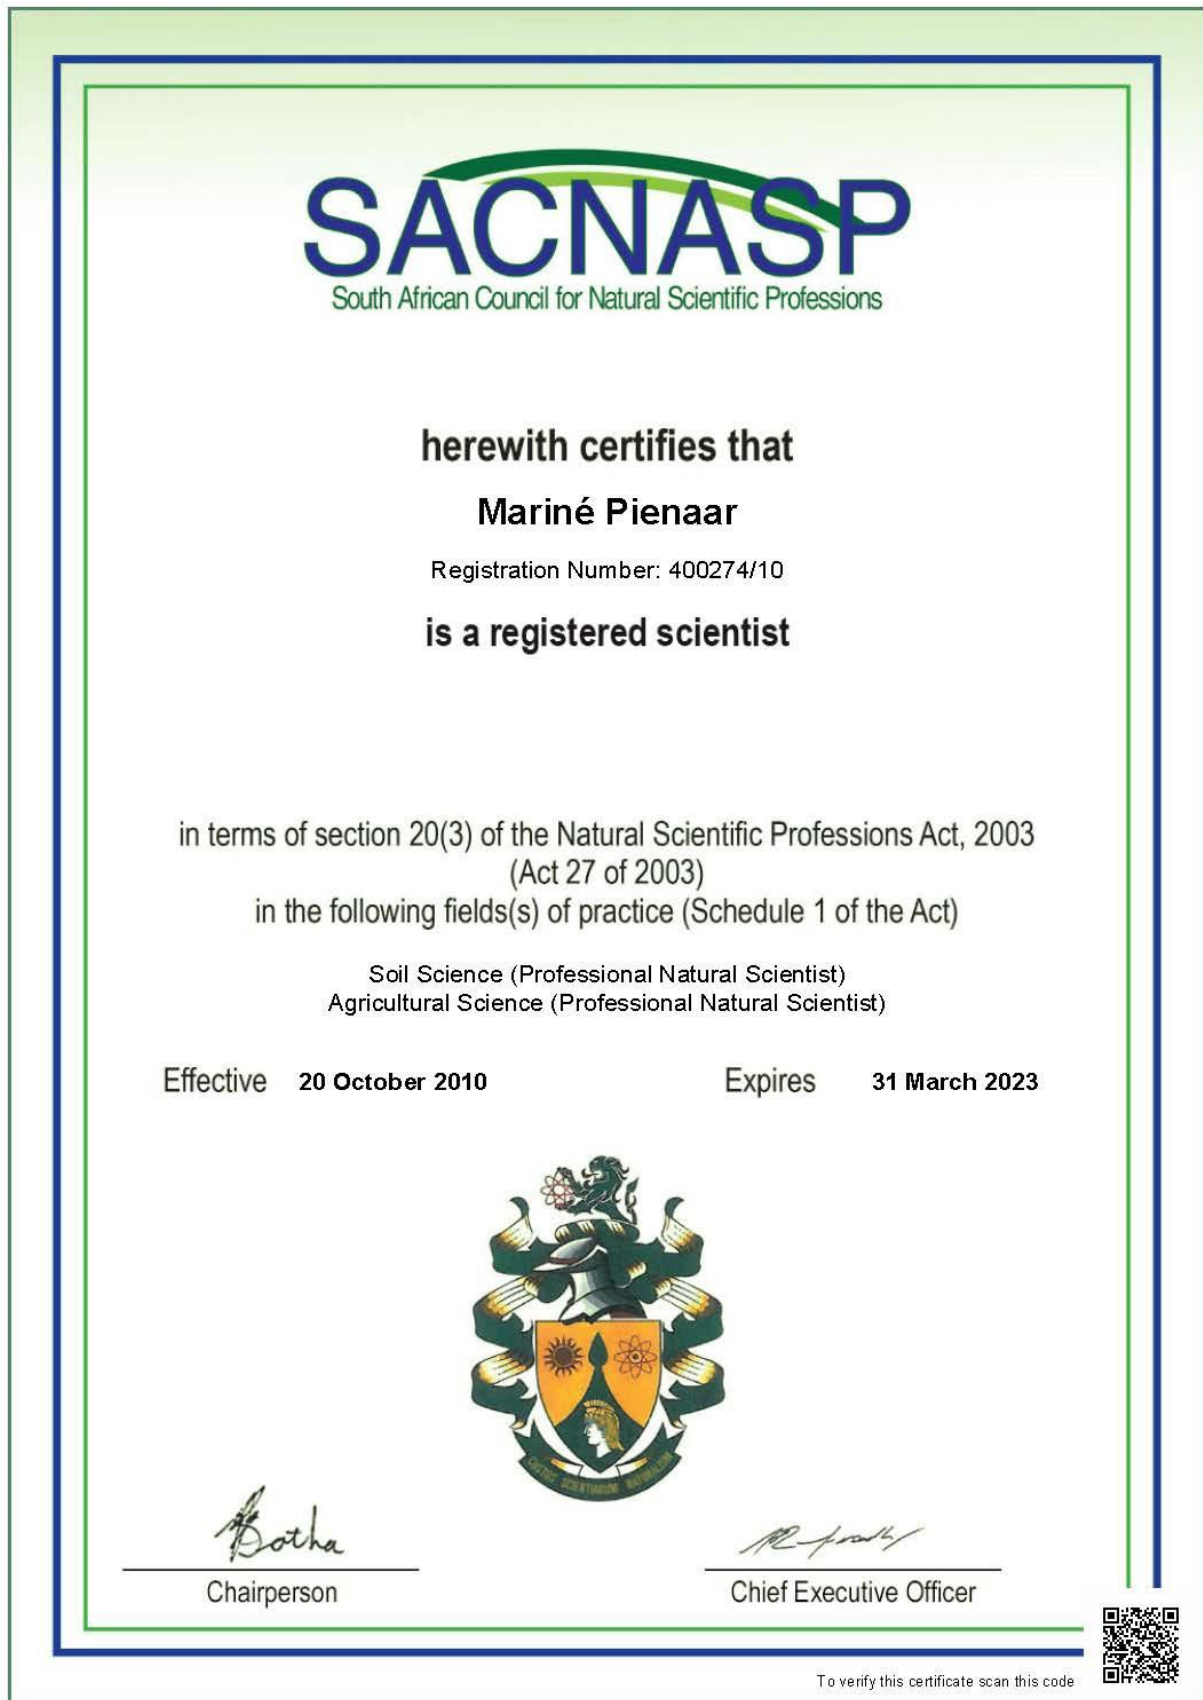 SACNASP
South African Council for Natural Scientific Professions
herewith certifies that
Mariné Pienaar
Registration Number: 400274/10
is a registered scientist
in terms of section 20(3) of the Natural Scientific Professions Act, 2003
(Act 27 of 2003)
in the following fields(s) of practice (Schedule 1 of the Act)
Soil Science (Professional Natural Scientist)
Agricultural Science (Professional Natural Scientist)
Effective 20 October 2010 Expires 31 March 2023
CUSTOS SCIENTIARUM NATURALIUM
Botha
Chairperson Chief Executive Officer
To verify this certificate scan this code